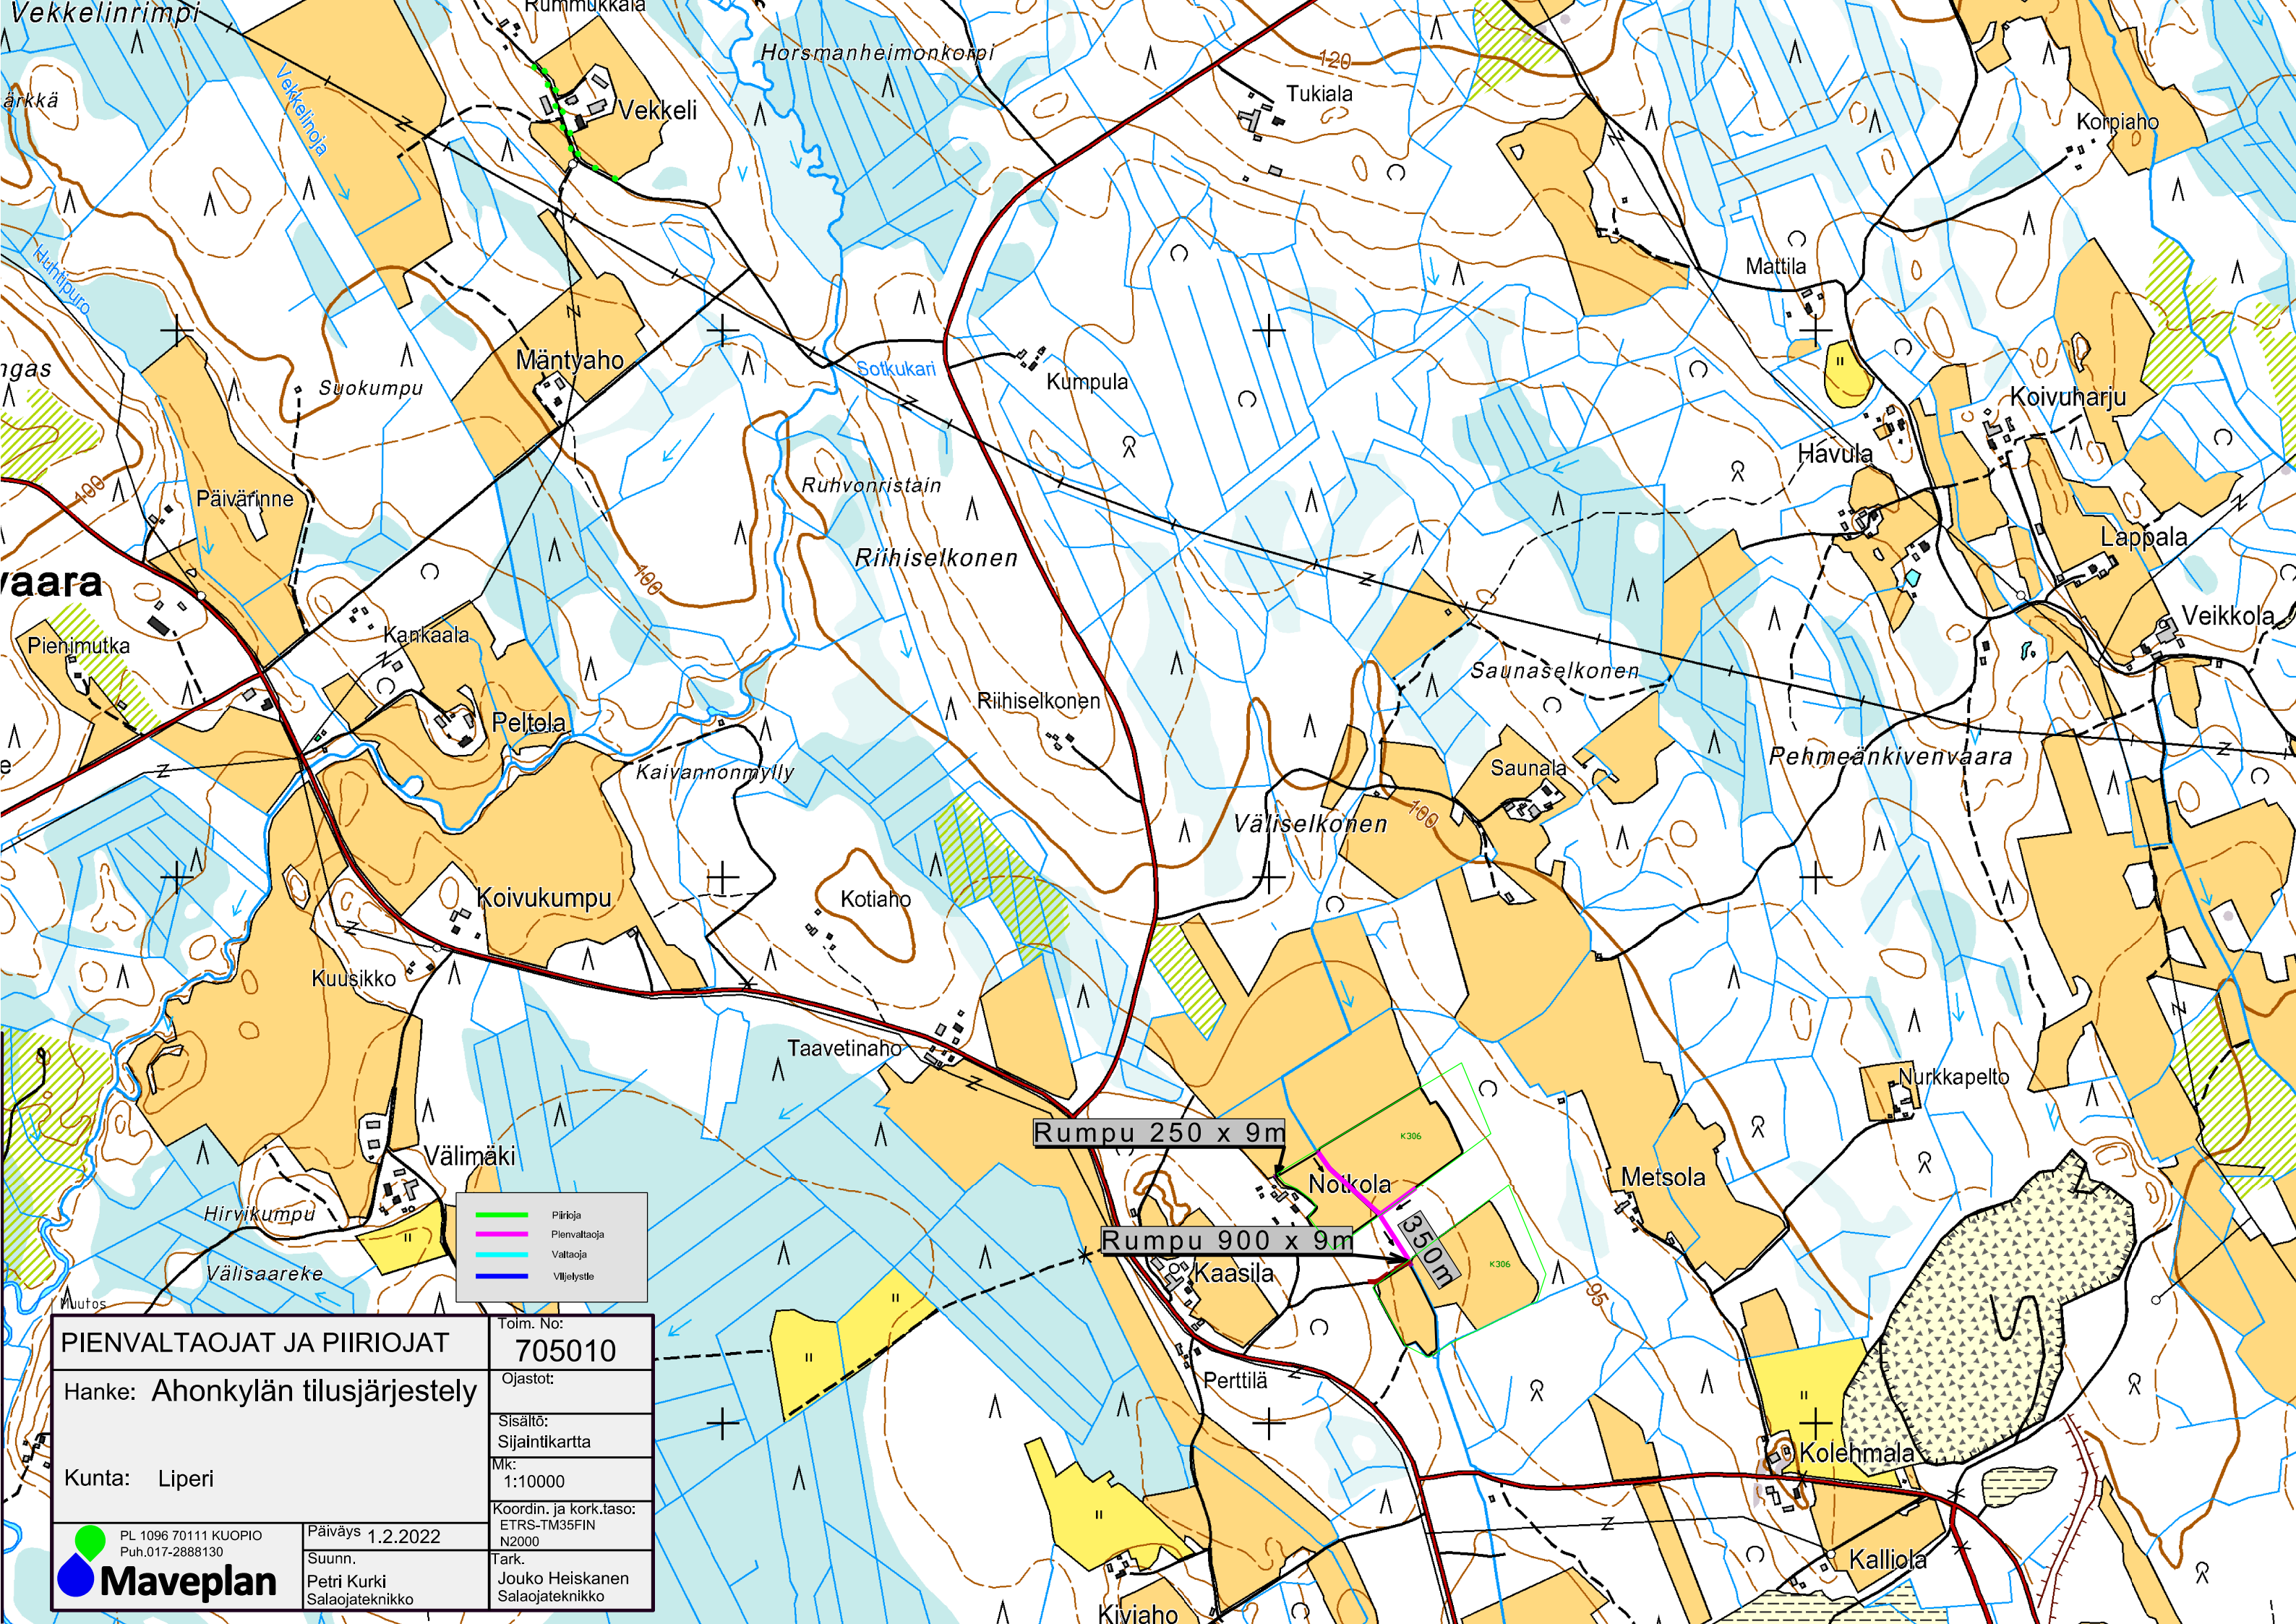 Vekkelinrimpi
Rummukkala
Horsmanheimonkorpi
120
Tukiala
Vekkelinoja
Vekkeli
Korpiaho
ärkkä
Huhtipuro
Mattila
ngas
Suokumpu
Mäntyaho
Sotkukari
Kumpula
Koivuharju
Havula
100
Päivärinne
Ruhvonristain
Riihiselkonen
100
Lappala
vaara
Pienimutka
Kankaala
Veikkola
Saunaselkonen
Riihiselkonen
Peltola
Kaivannonmylly
Saunala
Pehmeänkivenvaara
Väliselkonen
100
Koivukumpu
Kotiaho
Kuusikko
Taavetinaho
Nurkkapelto
Rumpu 250 x 9m
K306
Välimäki
Notkola
Metsola
Hirvikumpu
Rumpu 900 x 9m
350m
K306
Kaasila
Välisaareke
95
Piirioja
Pienvaltaoja
Valtaoja
Viljelystie
Muutos
PIENVALTAOJAT JA PIIRIOJAT
Toim. No:
705010
Hanke: Ahonkylän tilusjärjestely
Ojastot:
Sisältö:
Sijaintikartta
Kunta: Liperi
Mk:
1:10000
Koordin. ja kork.taso:
ETRS-TM35FIN
N2000
PL 1096 70111 KUOPIO
Puh.017-2888130
Maveplan
Päiväys 1.2.2022
Suunn.
Petri Kurki
Salaojateknikko
Tark.
Jouko Heiskanen
Salaojateknikko
Perttilä
Kolehmala
Kalliola
Kiviaho